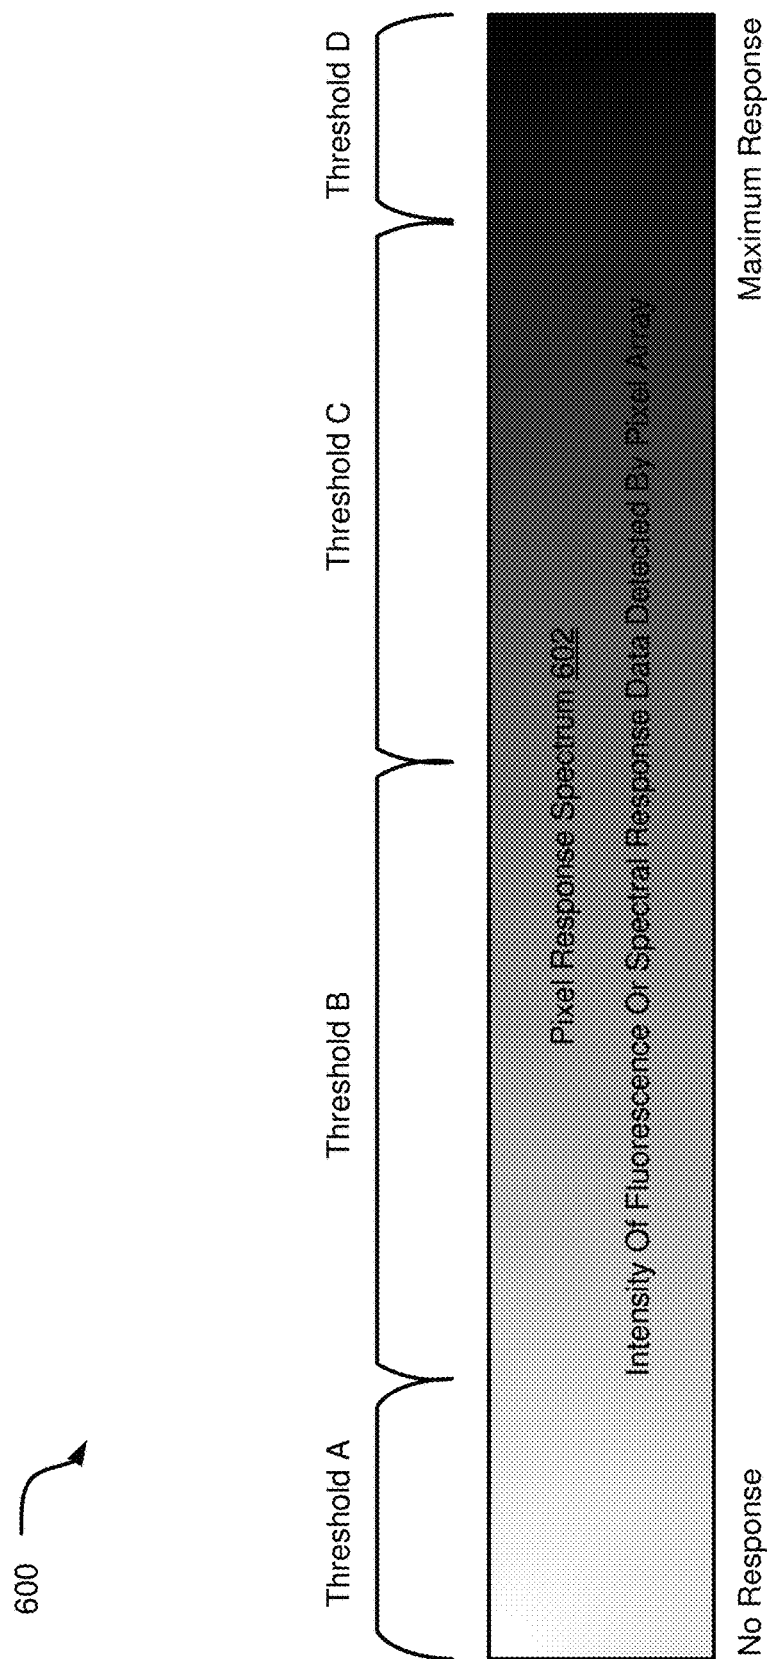 600
Threshold A
Threshold B
Threshold C
Threshold D
Pixel Response Spectrum 602
Intensity Of Fluorescence Or Spectral Response Data Detected By Pixel Array
No Response
Maximum Response